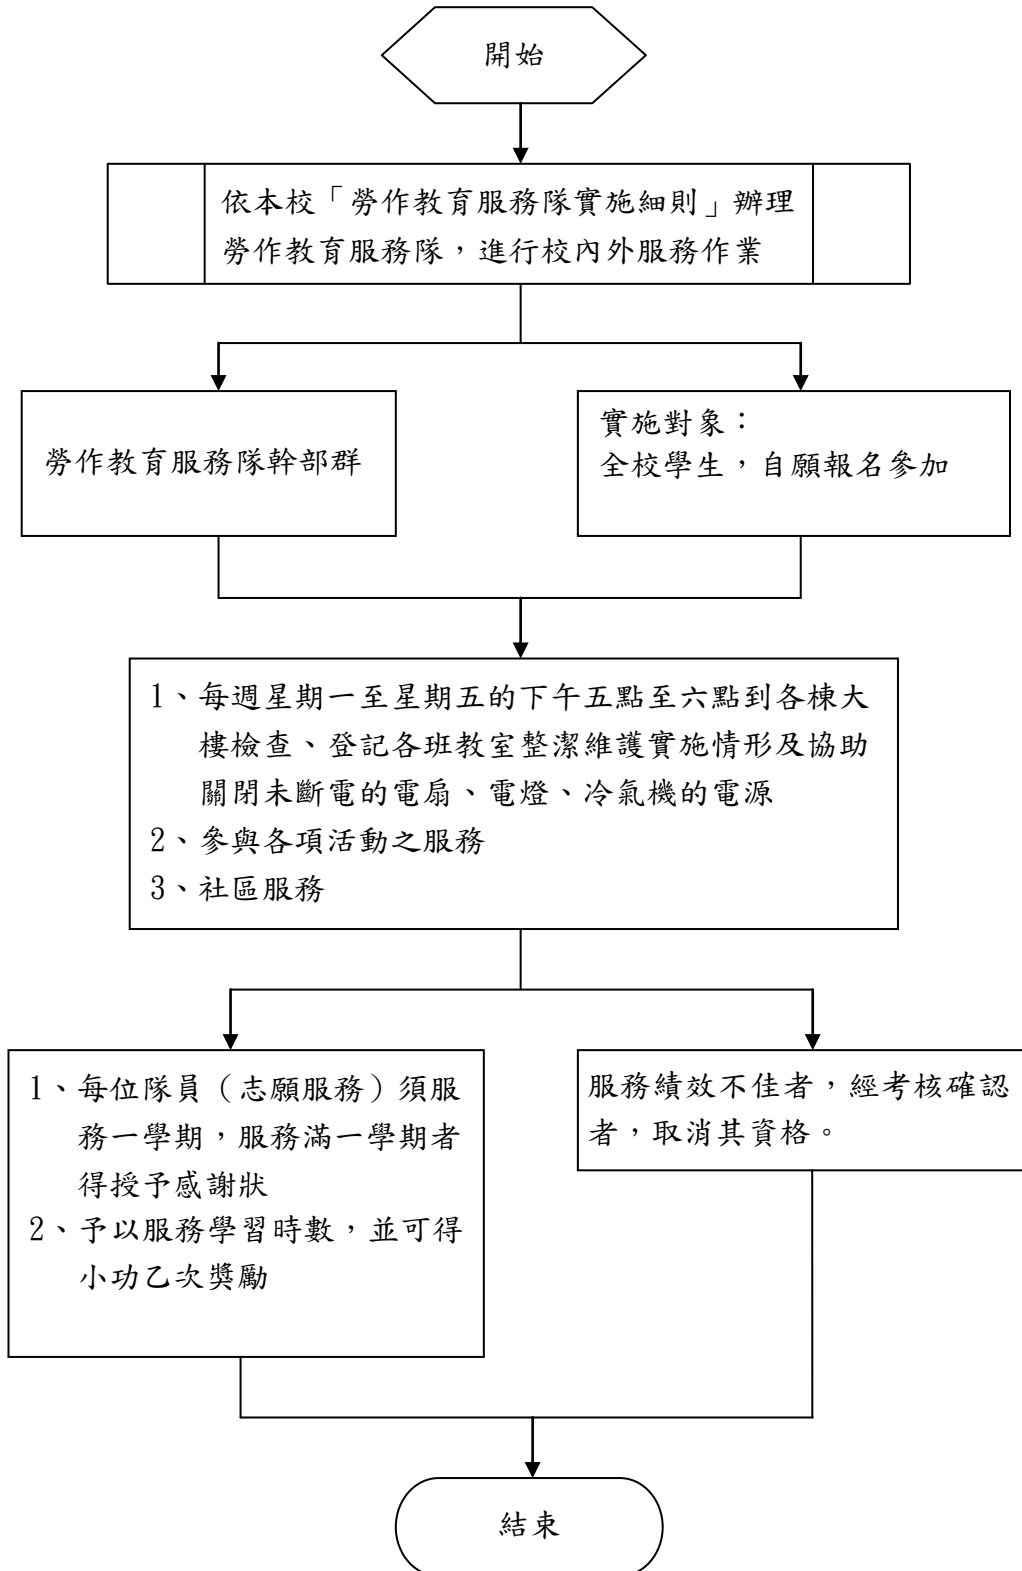 開始
依本校「勞作教育服務隊實施細則」辦理
勞作教育服務隊，進行校內外服務作業
勞作教育服務隊幹部群
實施對象：
全校學生，自願報名參加
1、每週星期一至星期五的下午五點至六點到各棟大
樓檢查、登記各班教室整潔維護實施情形及協助
關閉未斷電的電扇、電燈、冷氣機的電源
2、參與各項活動之服務
3、社區服務
1、每位隊員（志願服務）須服
務一學期，服務滿一學期者
得授予感謝狀
2、予以服務學習時數，並可得
小功乙次獎勵
服務績效不佳者，經考核確認
者，取消其資格。
結束